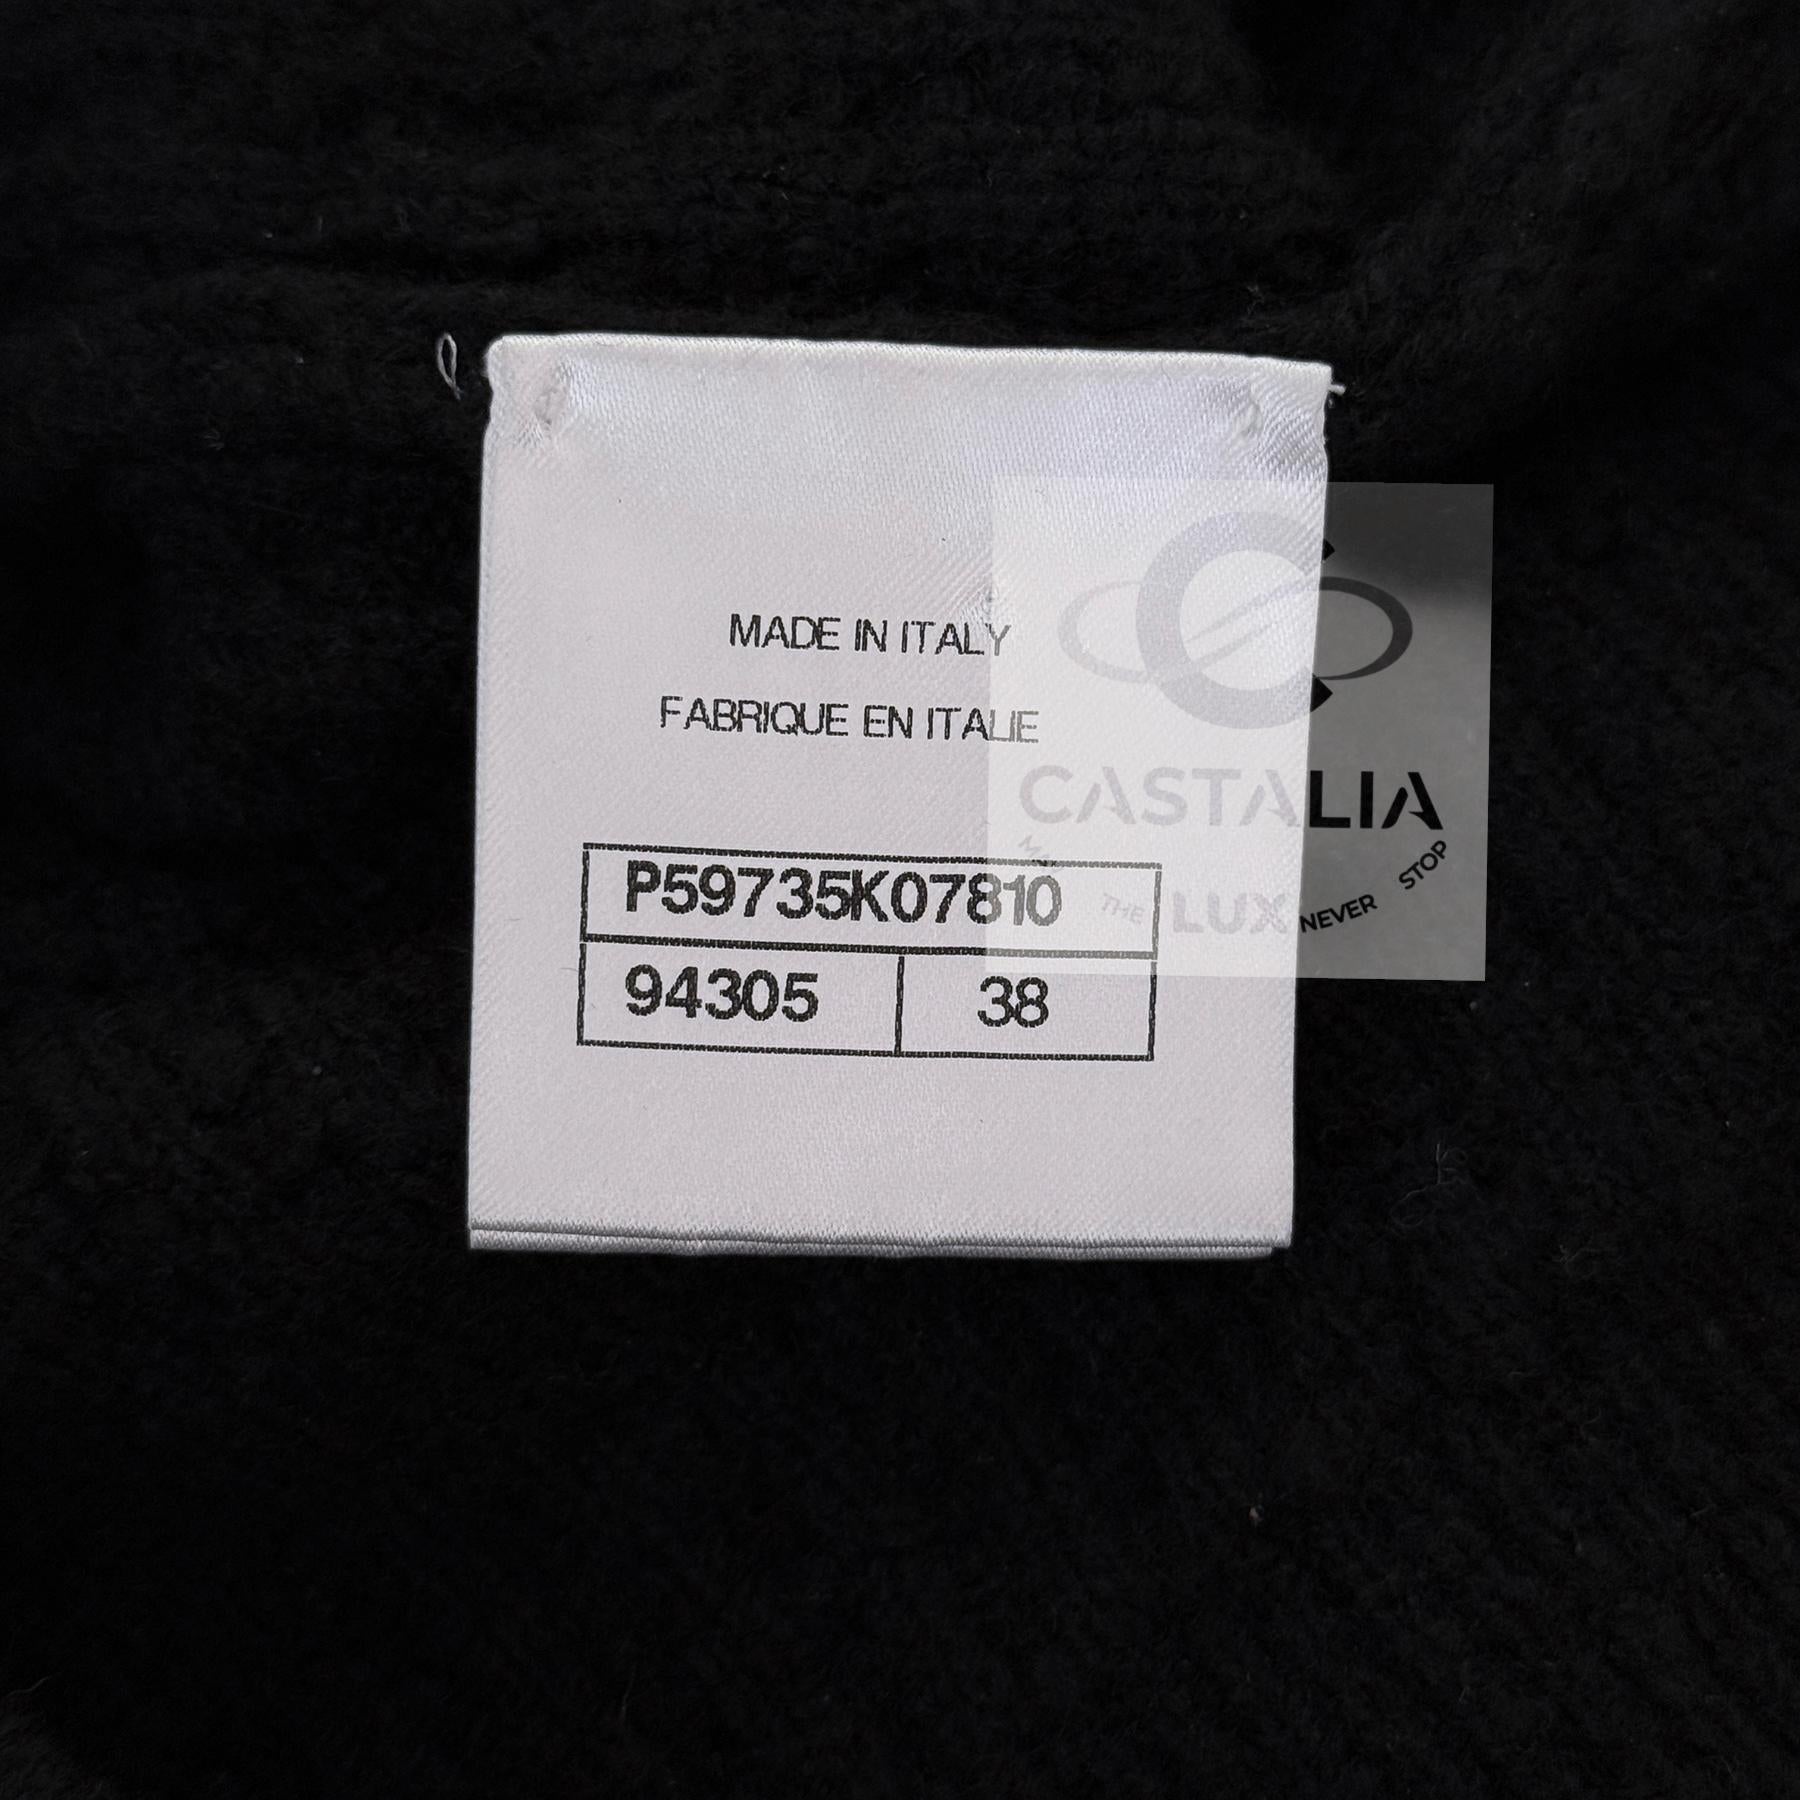 MADE IN ITALY
FABRIQUE EN ITALIE
P59735K07810
94305
38
CASTALIA
THE LUX NEVER STOP